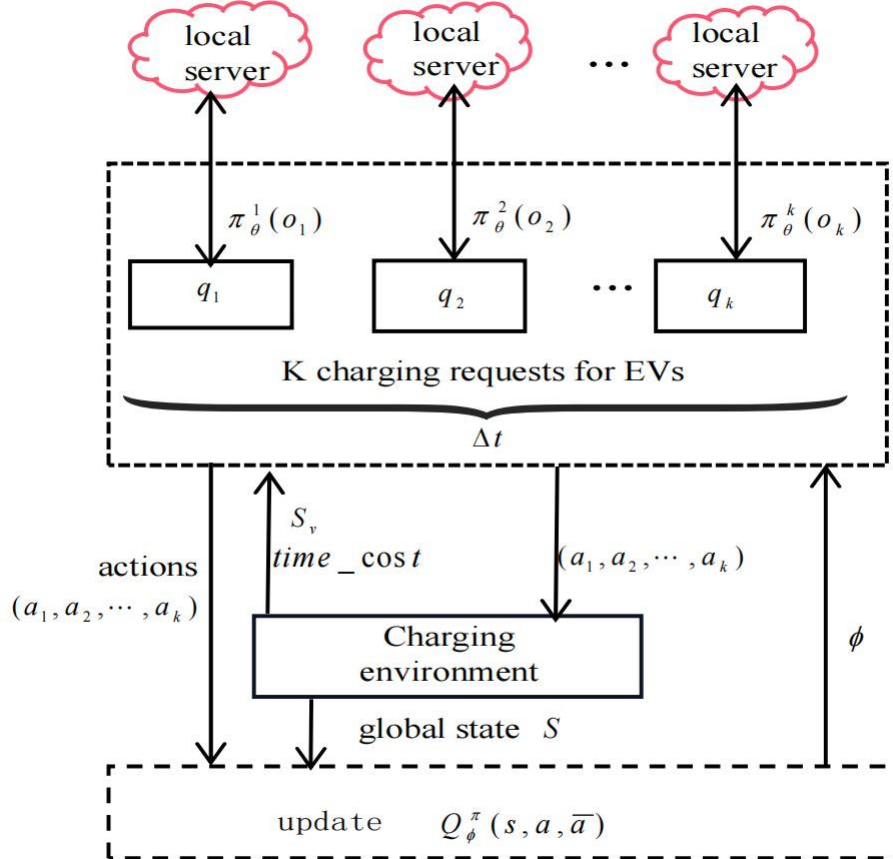 local server
local server
...
local server
π_θ^1(o_1)
π_θ^2(o_2)
π_θ^k(o_k)
q_1
q_2
...
q_k
K charging requests for EVs
Δt
actions
(a_1, a_2, ⋯, a_k)
S_v
time_cost
(a_1, a_2, ⋯, a_k)
Charging
environment
ϕ
global state S
update Q_ϕ^π(s, a, a̅)